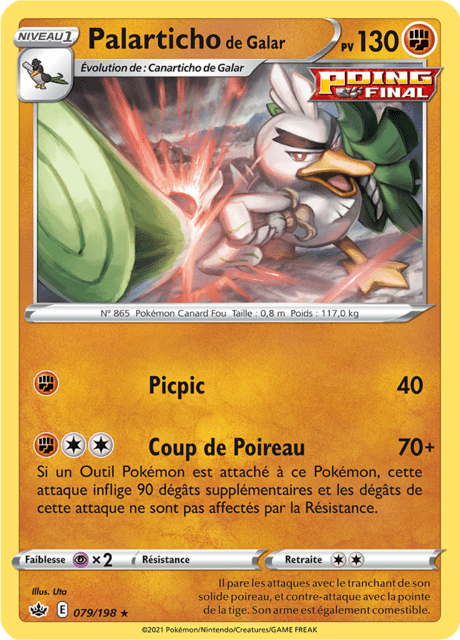 NIVEAU 1
Palarticho de Galar
PV 130
Évolution de : Canarticho de Galar
POING FINAL
N° 865 Pokémon Canard Fou Taille : 0,8 m Poids : 117,0 kg
Picpic 40
Coup de Poireau 70+
Si un Outil Pokémon est attaché à ce Pokémon, cette
attaque inflige 90 dégâts supplémentaires et les dégâts de
cette attaque ne sont pas affectés par la Résistance.
Faiblesse ×2 Résistance Retraite
Illus. Uta
Il pare les attaques avec le tranchant de son
solide poireau, et contre-attaque avec la pointe
de la tige. Son arme est également comestible.
E 079/198 ★
©2021 Pokémon/Nintendo/Creatures/GAME FREAK